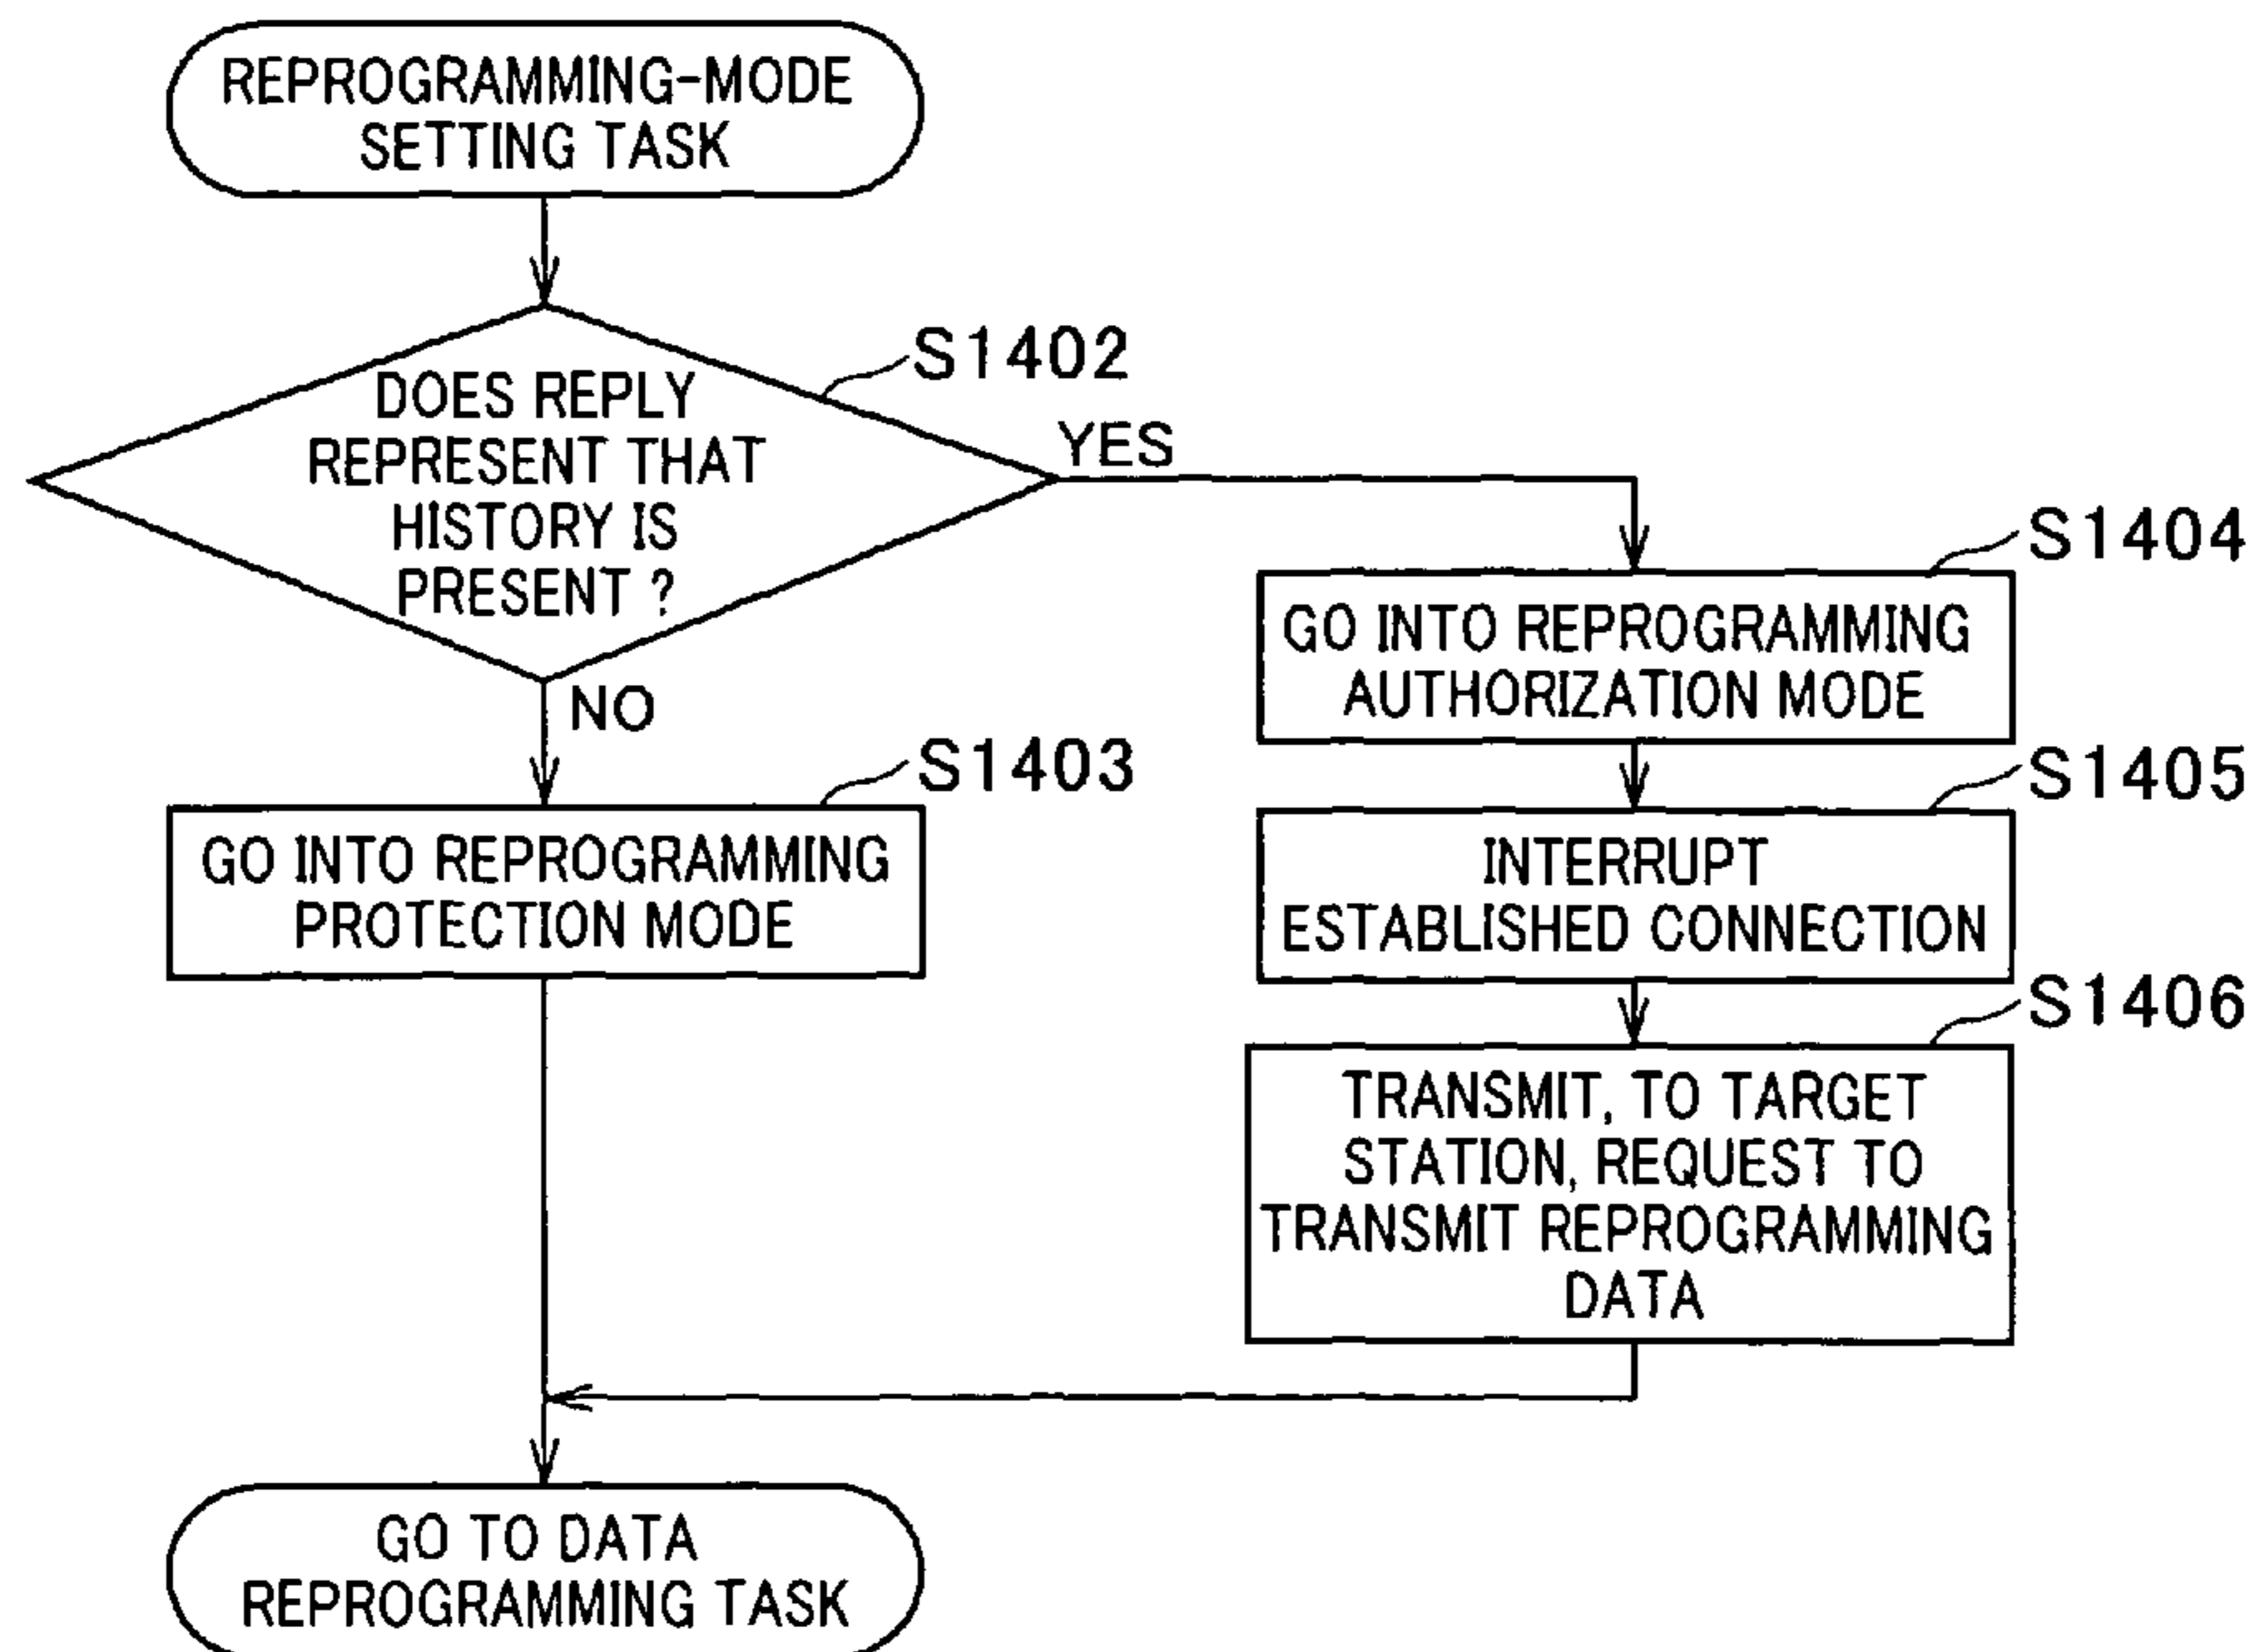 REPROGRAMMING-MODE
SETTING TASK
S1402
DOES REPLY
REPRESENT THAT
HISTORY IS
PRESENT ?
YES
NO
S1403
GO INTO REPROGRAMMING
PROTECTION MODE
S1404
GO INTO REPROGRAMMING
AUTHORIZATION MODE
S1405
INTERRUPT
ESTABLISHED CONNECTION
S1406
TRANSMIT, TO TARGET
STATION, REQUEST TO
TRANSMIT REPROGRAMMING
DATA
GO TO DATA
REPROGRAMMING TASK